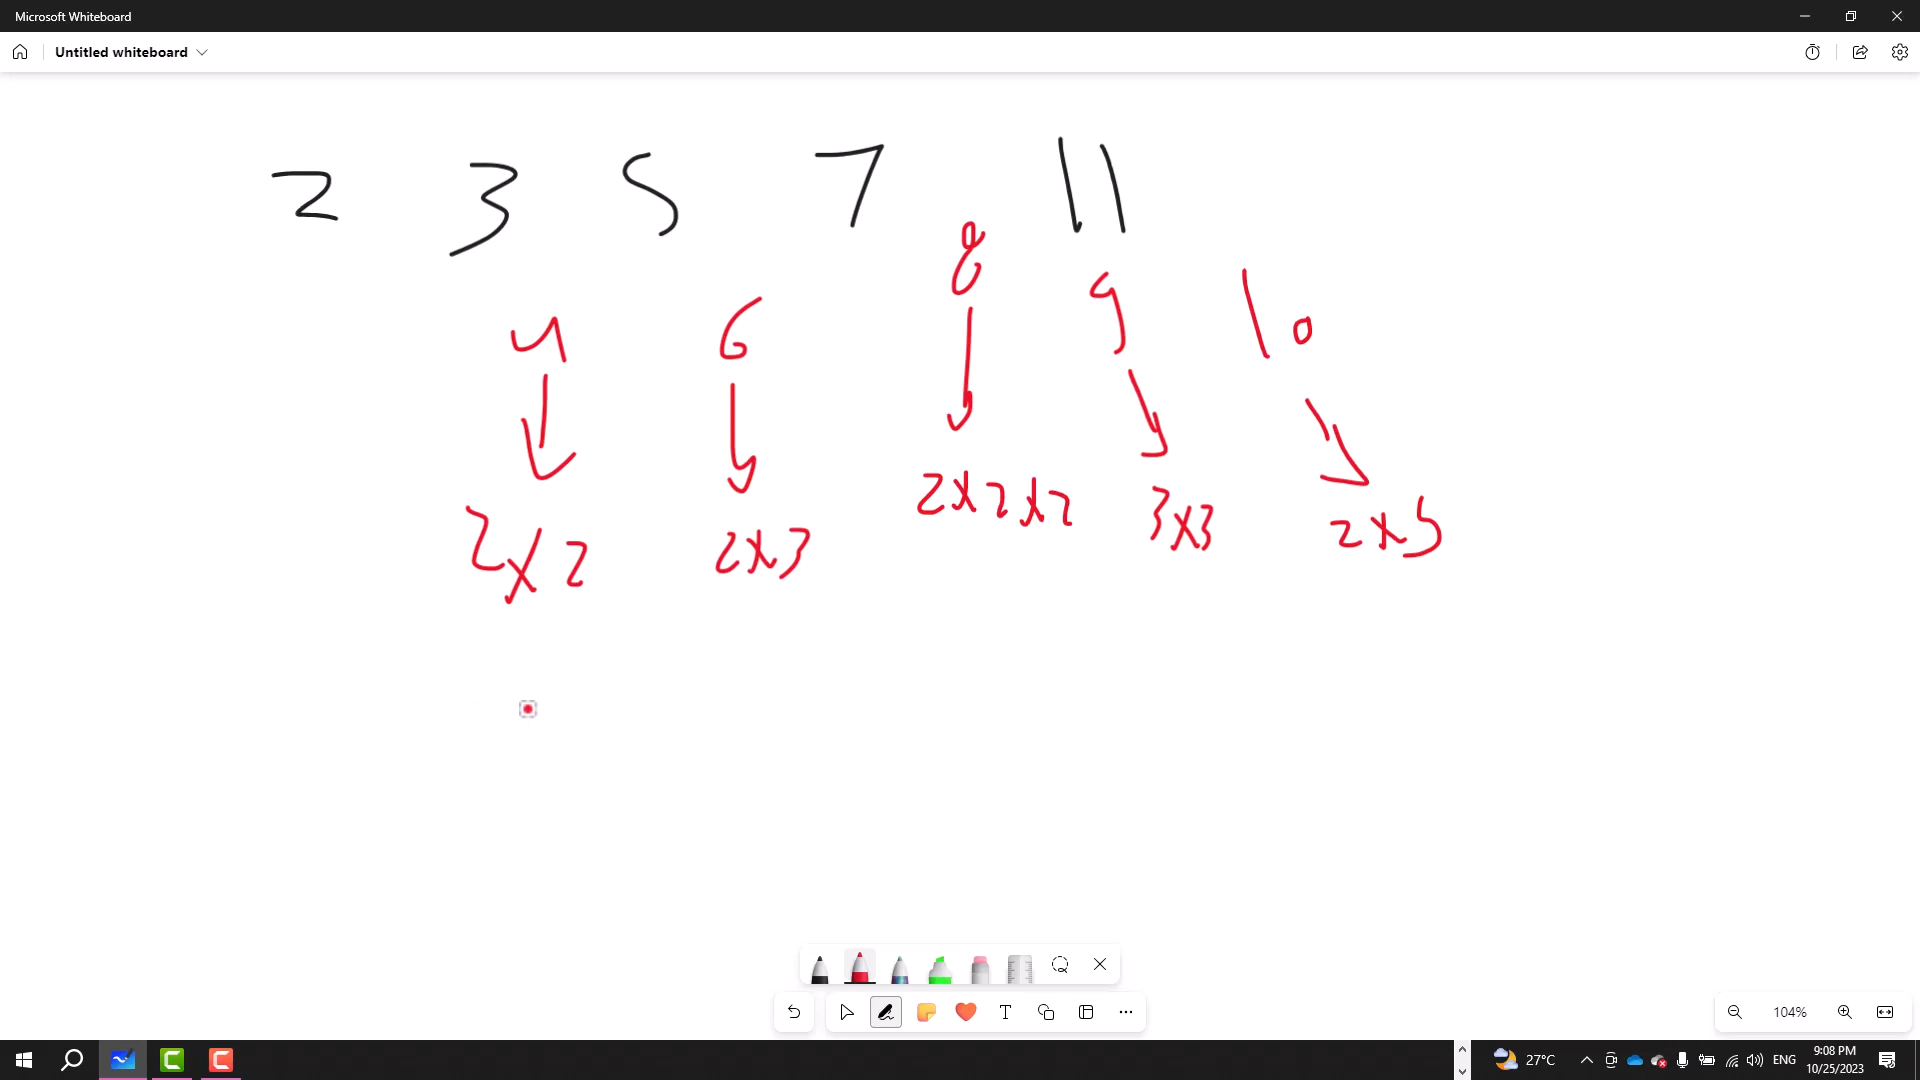 Microsoft Whiteboard
Untitled whiteboard
2 3 5 7 11
4 6 8 9 10
2x2 2x3 2x2x2 3x3 2x5
T
104%
27°C
ENG
9:08 PM
10/25/2023